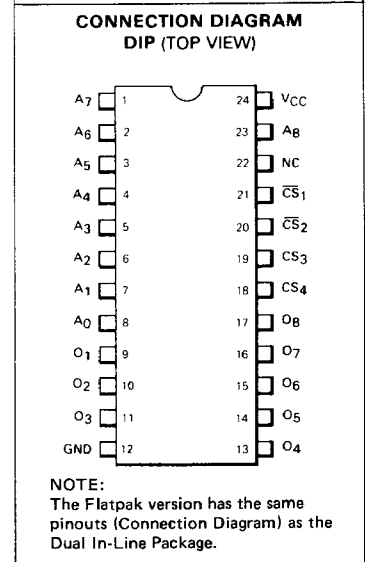 CONNECTION DIAGRAM
DIP (TOP VIEW)
A7 1 24 VCC
A6 2 23 A8
A5 3 22 NC
A4 4 21 C̅S̅1
A3 5 20 C̅S̅2
A2 6 19 CS3
A1 7 18 CS4
A0 8 17 O8
O1 9 16 O7
O2 10 15 O6
O3 11 14 O5
GND 12 13 O4
NOTE:
The Flatpak version has the same
pinouts (Connection Diagram) as the
Dual In-Line Package.